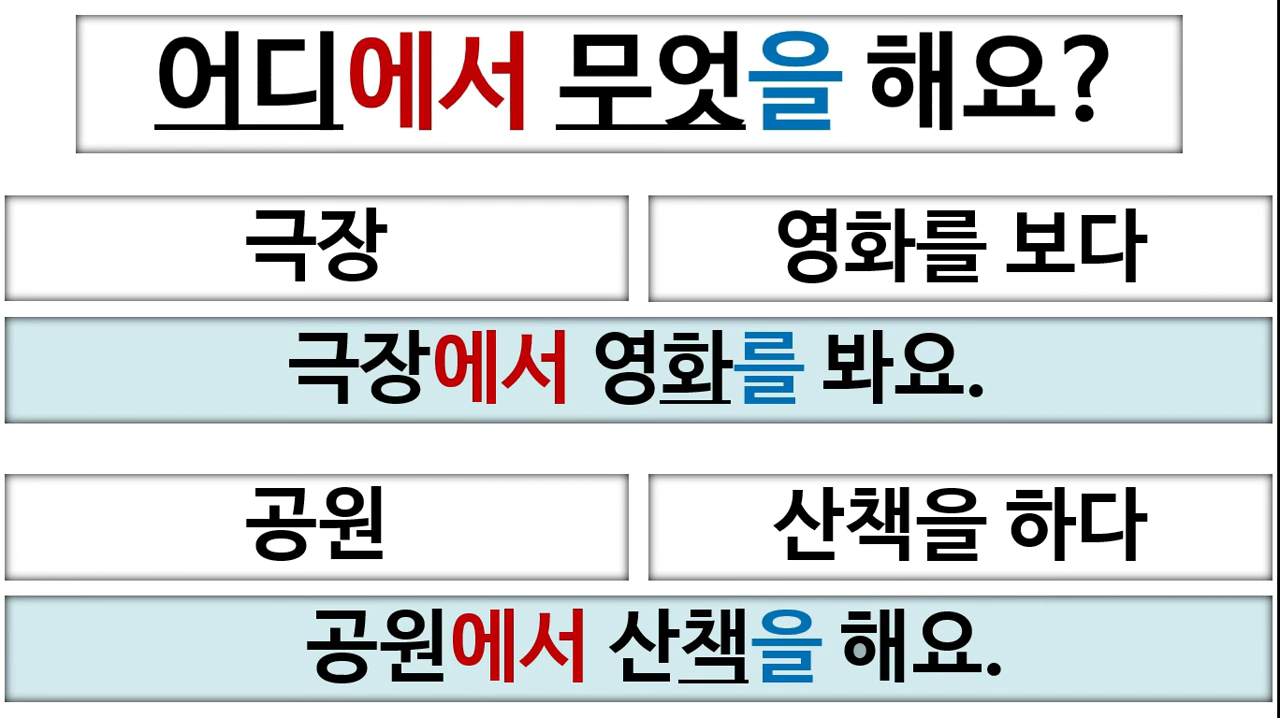 어디에서 무엇을 해요?
극장
영화를 보다
극장에서 영화를 봐요.
공원
산책을 하다
공원에서 산책을 해요.